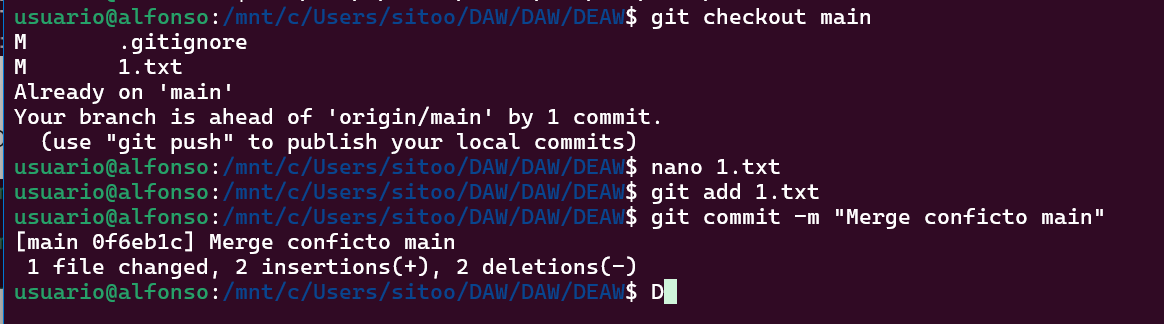 usuario@alfonso:/mnt/c/Users/sitoo/DAW/DAW/DEAW$ git checkout main
M       .gitignore
M       1.txt
Already on 'main'
Your branch is ahead of 'origin/main' by 1 commit.
  (use "git push" to publish your local commits)
usuario@alfonso:/mnt/c/Users/sitoo/DAW/DAW/DEAW$ nano 1.txt
usuario@alfonso:/mnt/c/Users/sitoo/DAW/DAW/DEAW$ git add 1.txt
usuario@alfonso:/mnt/c/Users/sitoo/DAW/DAW/DEAW$ git commit -m "Merge conficto main"
[main 0f6eb1c] Merge conficto main
 1 file changed, 2 insertions(+), 2 deletions(-)
usuario@alfonso:/mnt/c/Users/sitoo/DAW/DAW/DEAW$ D